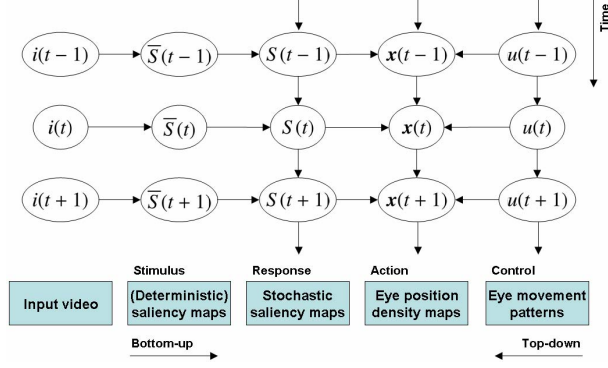 Time
i(t − 1) S̅(t − 1) S(t − 1) x(t − 1) u(t − 1)
i(t) S̅(t) S(t) x(t) u(t)
i(t + 1) S̅(t + 1) S(t + 1) x(t + 1) u(t + 1)
Stimulus Response Action Control
Input video
(Deterministic)
saliency maps
Stochastic
saliency maps
Eye position
density maps
Eye movement
patterns
Bottom-up
Top-down